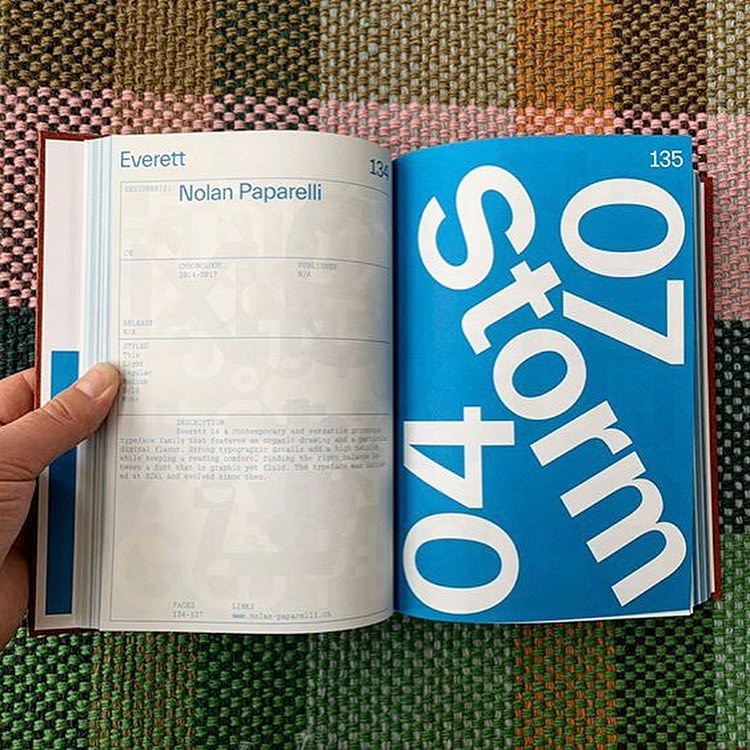 Everett
134
DESIGNER(S)
Nolan Paparelli
CH
CHRONOLOGY
2014-2017
PUBLISHER
N/A
RELEASE
N/A
STYLES
Thin
Light
Regular
Medium
Bold
Mono
DESCRIPTION
Everett is a contemporary and versatile grotesque
typeface family that features an organic drawing and a particular
digital flavor. Strong typographic details add a high
while keeping a reading comfort, finding the right balance be-
tween a font that is graphic yet fluid. The typeface was
ed at ECAL and evolved since then.
PAGES
134-137
LINKS
www.nolan-paparelli.ch
135
Storm
07
04